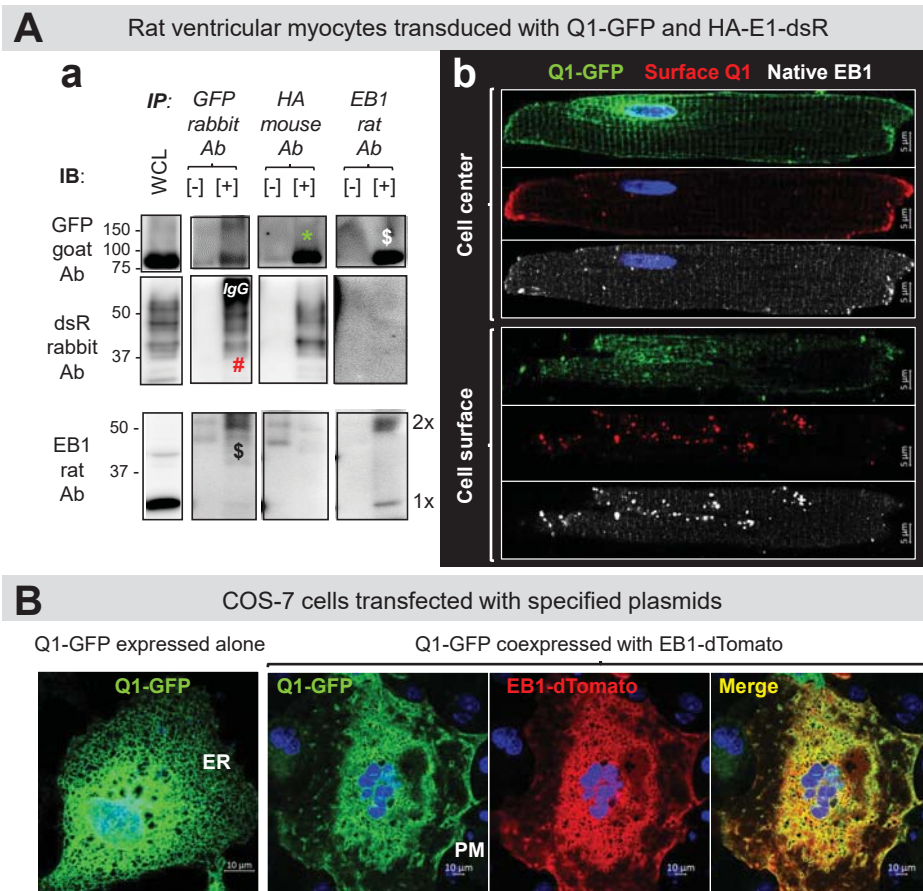 A Rat ventricular myocytes transduced with Q1-GFP and HA-E1-dsR
a
IP: GFP HA EB1
rabbit mouse rat
Ab Ab Ab
IB: WCL [-] [+] [-] [+] [-] [+]
GFP
goat
Ab
150
100
75
* $
dsR
rabbit
Ab
50
37
IgG
#
EB1
rat
Ab
50
37
$
2x
1x
b
Q1-GFP Surface Q1 Native EB1
Cell center
5 µm
5 µm
5 µm
Cell surface
5 µm
5 µm
5 µm
B COS-7 cells transfected with specified plasmids
Q1-GFP expressed alone Q1-GFP coexpressed with EB1-dTomato
Q1-GFP Q1-GFP EB1-dTomato Merge
ER
PM
10 µm 10 µm 10 µm 10 µm